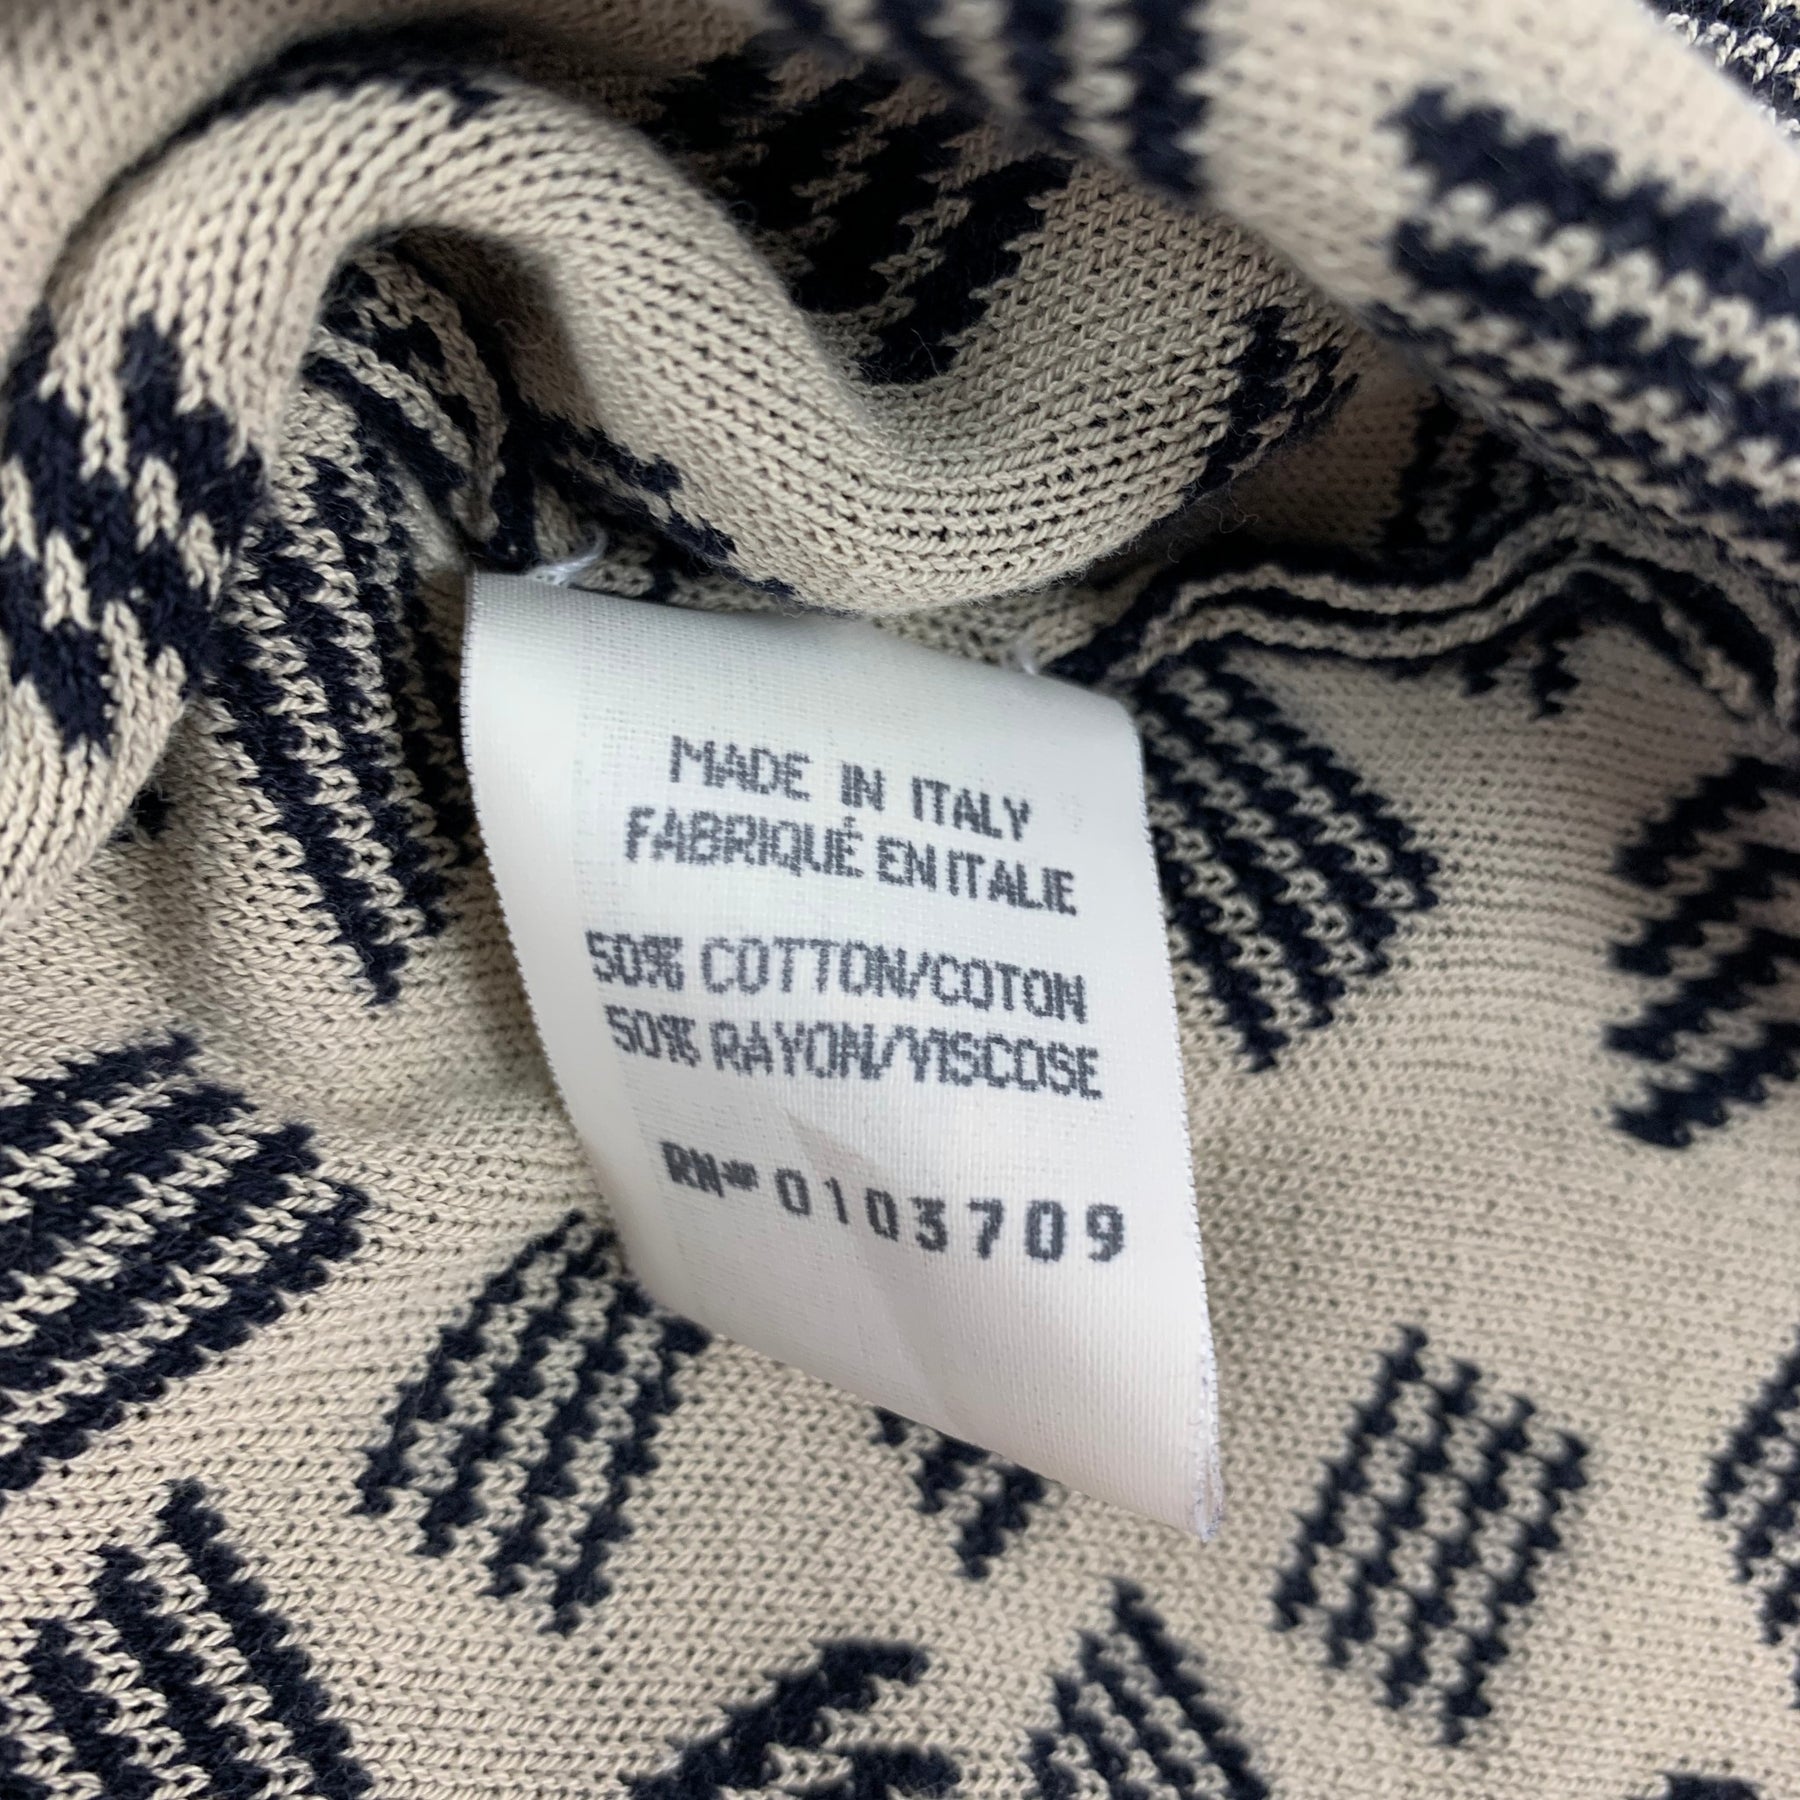 MADE IN ITALY
FABRIQUÉ EN ITALIE
50% COTTON/COTON
50% RAYON/VISCOSE
RN# 0103709